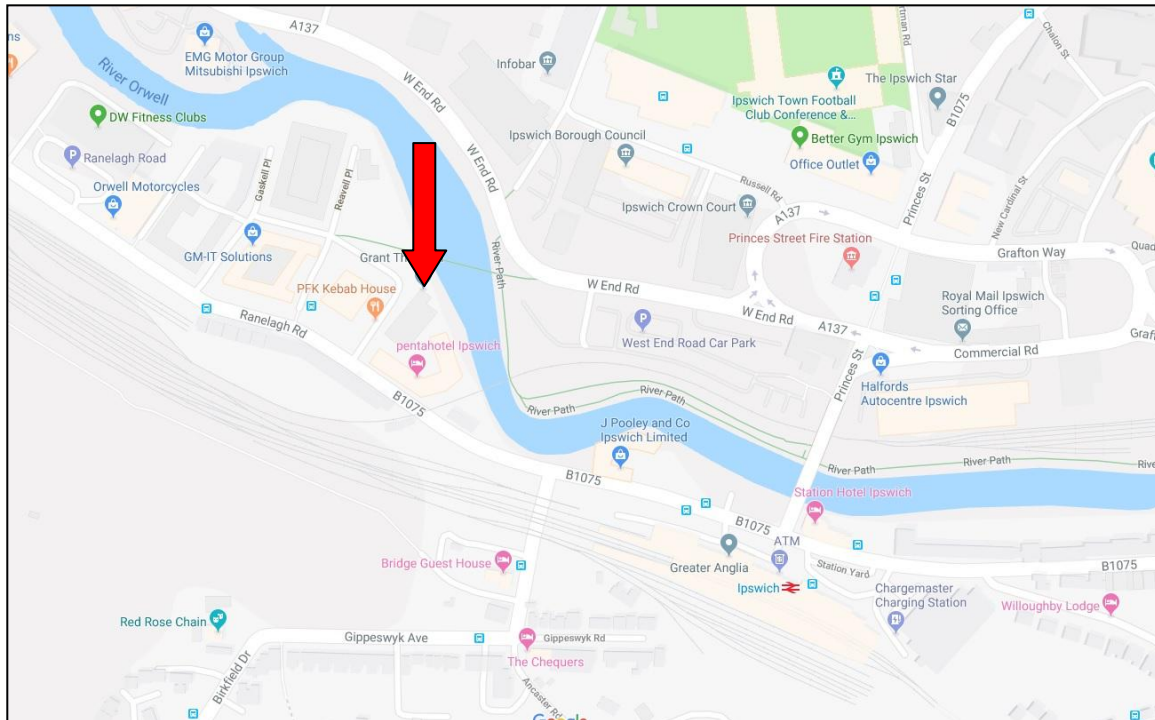 A137
EMG Motor Group
Mitsubishi Ipswich
River Orwell
W End Rd
Infobar
The Ipswich Star
Chalon St
B1075
Ipswich Town Football
Club Conference &...
DW Fitness Clubs
Ipswich Borough Council
Better Gym Ipswich
Office Outlet
Ranelagh Road
Gaskell Pl
Reavell Pl
W End Rd
Russell Rd
Princes St
New Cardinal St
Orwell Motorcycles
Ipswich Crown Court
A137
Princes Street Fire Station
Grafton Way
GM-IT Solutions
Grant
River Path
PFK Kebab House
W End Rd
Royal Mail Ipswich
Sorting Office
Ranelagh Rd
W End Rd
A137
West End Road Car Park
Commercial Rd
pentahotel Ipswich
Princes St
Halfords
Autocentre Ipswich
B1075
River Path
River Path
J Pooley and Co
Ipswich Limited
River Path
River Path
B1075
Station Hotel Ipswich
B1075
ATM
Bridge Guest House
Greater Anglia
Station Yard
B1075
Ipswich
Chargemaster
Charging Station
Willoughby Lodge
Red Rose Chain
Gippeswyk Ave
Gippeswyk Rd
The Chequers
Birkfield Dr
Ancaster Rd
Google